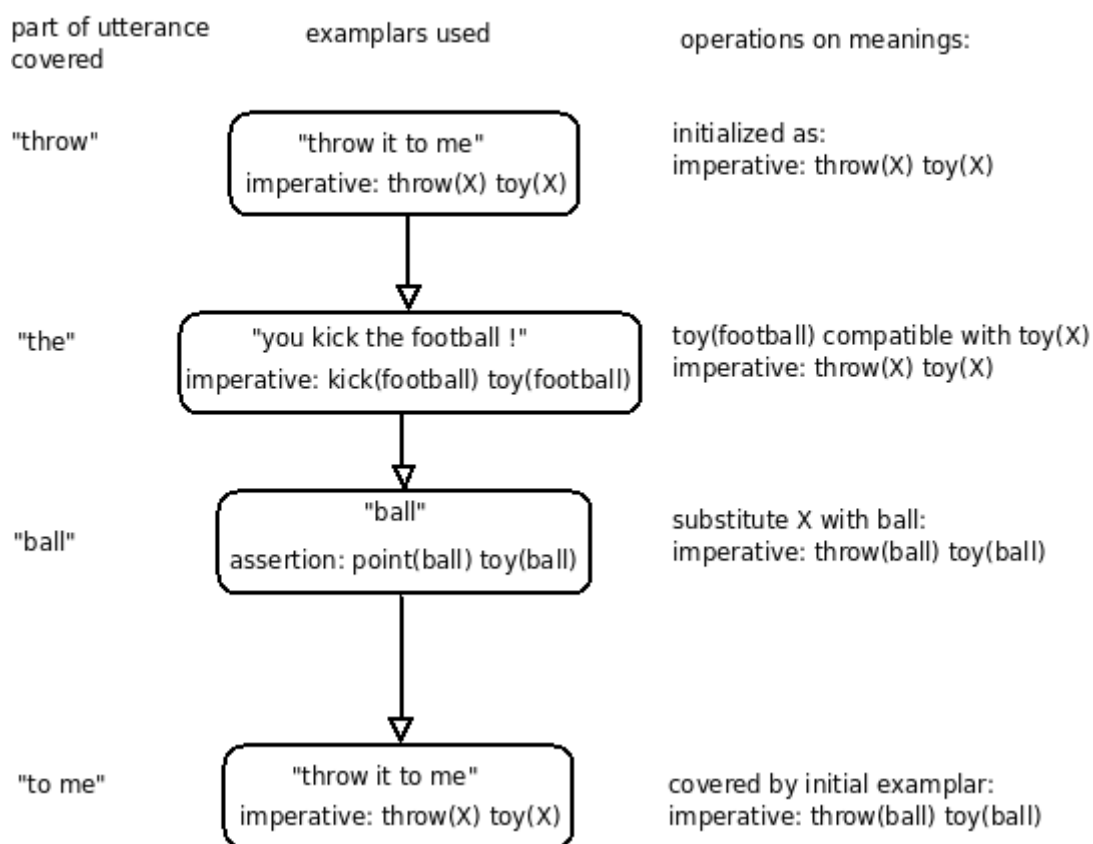 part of utterance
covered
examplars used
operations on meanings:
"throw"
"throw it to me"
imperative: throw(X) toy(X)
initialized as:
imperative: throw(X) toy(X)
"the"
"you kick the football !"
imperative: kick(football) toy(football)
toy(football) compatible with toy(X)
imperative: throw(X) toy(X)
"ball"
"ball"
assertion: point(ball) toy(ball)
substitute X with ball:
imperative: throw(ball) toy(ball)
"to me"
"throw it to me"
imperative: throw(X) toy(X)
covered by initial examplar:
imperative: throw(ball) toy(ball)